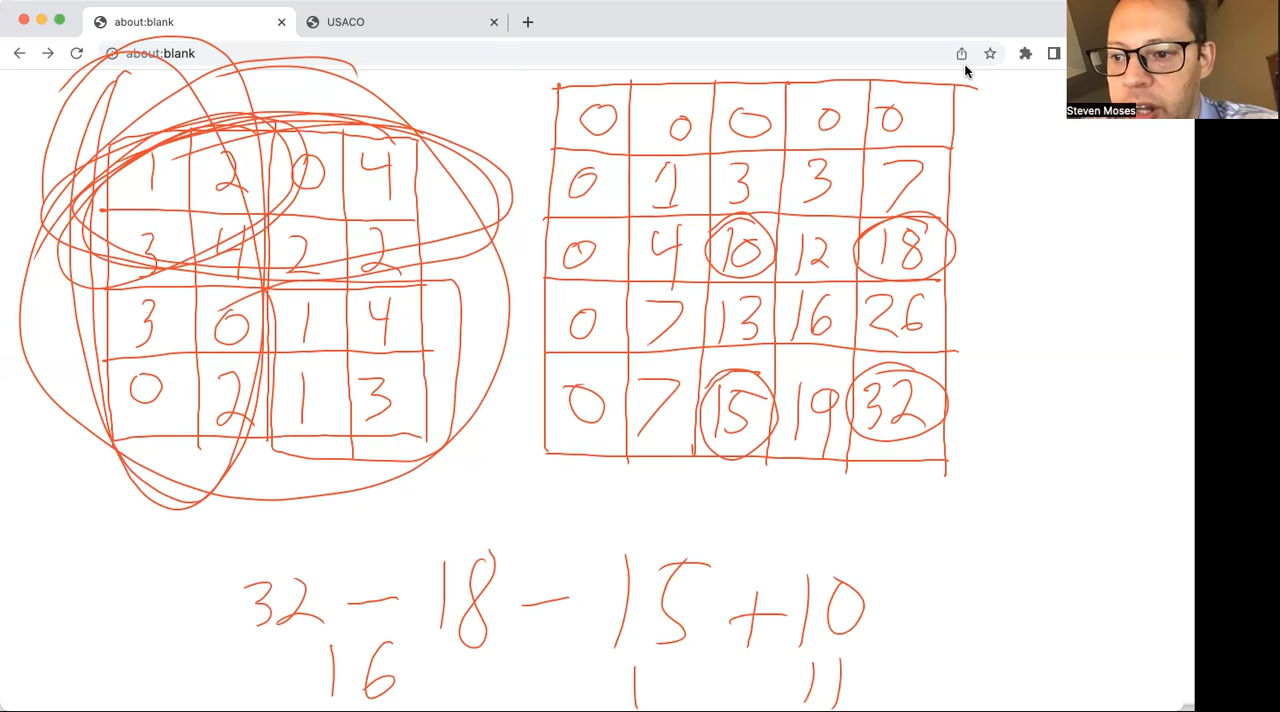 about:blank USACO
about:blank
Steven Moses
1 2 0 4
3 4 2 2
3 0 1 4
0 2 1 3
0 0 0 0 0
0 1 3 3 7
0 4 10 12 18
0 7 13 16 26
0 7 15 19 32
32 - 18 - 15 + 10
16 1 11